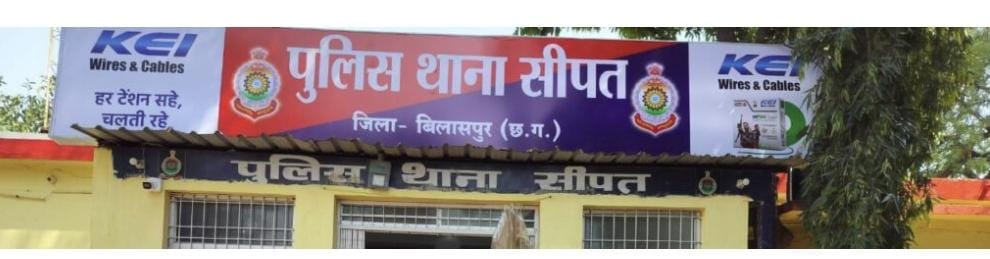 KEI
Wires & Cables
हर टेंशन सहे,
चलती रहे
पुलिस थाना सीपत
जिला- बिलासपुर (छ.ग.)
KEI
Wires & Cables
पुलिस थाना सीपत